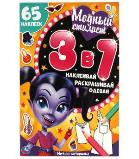 65
НАКЛЕЕК
Модный
стилист
3 в 1
НАКЛЕИВАЙ
РАСКРАШИВАЙ
ОДЕВАЙ